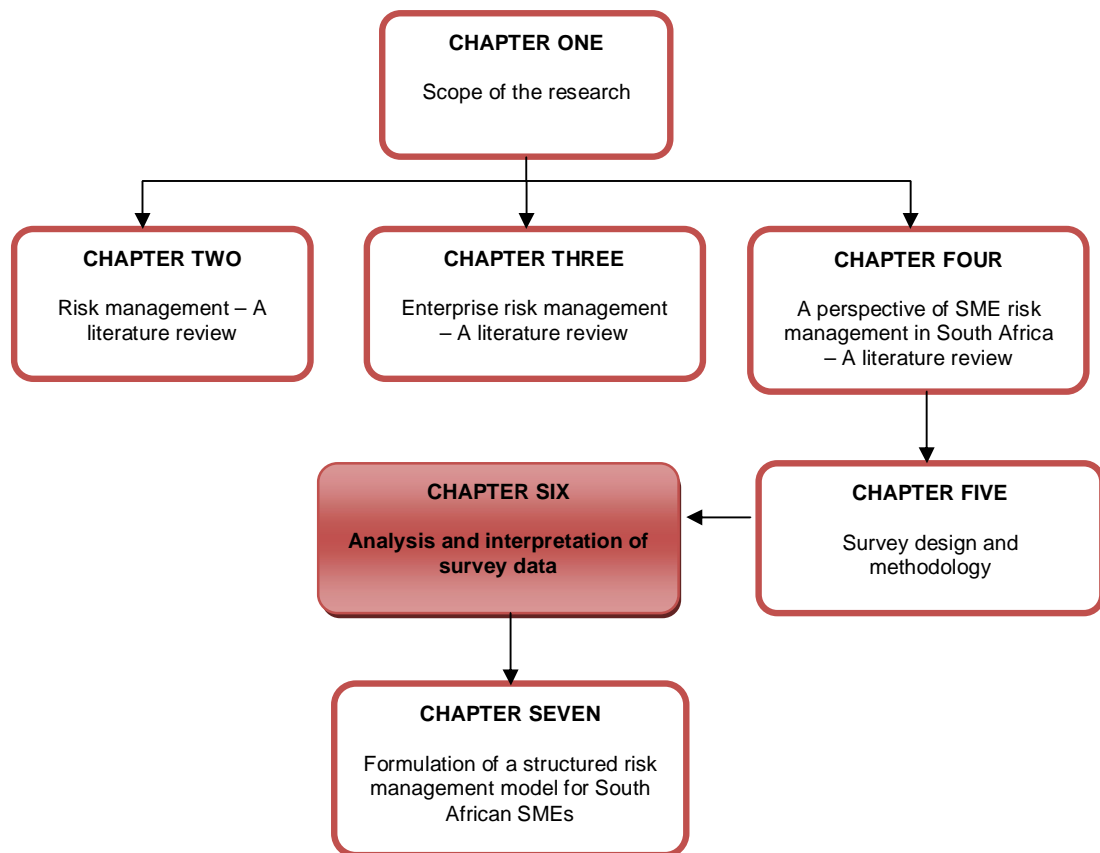 CHAPTER ONE
Scope of the research
CHAPTER TWO
Risk management – A
literature review
CHAPTER THREE
Enterprise risk management
– A literature review
CHAPTER FOUR
A perspective of SME risk
management in South Africa
– A literature review
CHAPTER FIVE
Survey design and
methodology
CHAPTER SIX
Analysis and interpretation of
survey data
CHAPTER SEVEN
Formulation of a structured risk
management model for South
African SMEs